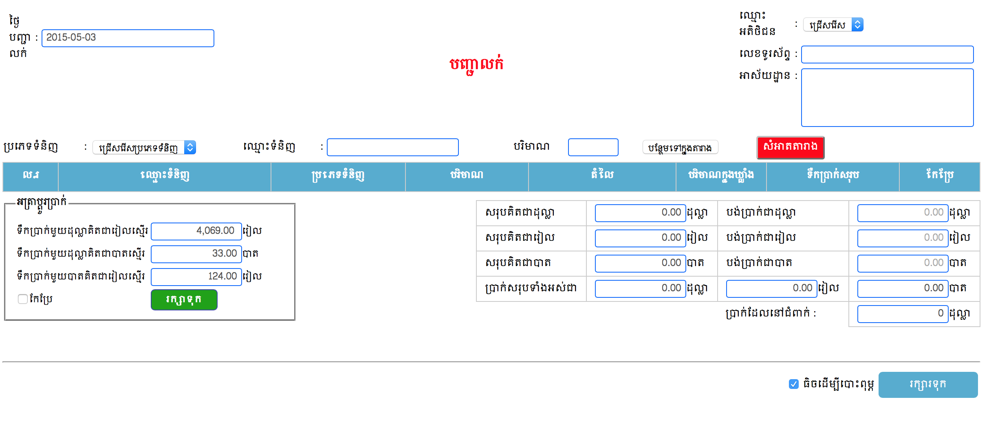 ថ្ងៃ
បញ្ជា : 2015-05-03
លក់
ឈ្មោះ
អតិថិជន : ជ្រើសរើស
លេខទូរស័ព្ទ :
អាស័យដ្ឋាន :
បញ្ជាលក់
ប្រភេទទំនិញ : ជ្រើសរើសប្រភេទទំនិញ ឈ្មោះទំនិញ : បរិមាណ បន្ថែមទៅក្នុងតារាង សំអាតតារាង
ល.រ ឈ្មោះទំនិញ ប្រភេទទំនិញ បរិមាណ តំលៃ បរិមាណក្នុងឃ្លាំង ទឹកប្រាក់សរុប កែប្រែ
អត្រាប្តូរប្រាក់
ទឹកប្រាក់មួយដុល្លាគិតជារៀលស្មើរ 4,069.00 រៀល
ទឹកប្រាក់មួយដុល្លាគិតជាបាតស្មើរ 33.00 បាត
ទឹកប្រាក់មួយបាតគិតជារៀលស្មើរ 124.00 រៀល
កែប្រែ រក្សាទុក
សរុបគិតជាដុល្លា 0.00 ដុល្លា បង់ប្រាក់ជាដុល្លា 0.00 ដុល្លា
សរុបគិតជារៀល 0.00 រៀល បង់ប្រាក់ជារៀល 0.00 រៀល
សរុបគិតជាបាត 0.00 បាត បង់ប្រាក់ជាបាត 0.00 បាត
ប្រាក់សរុបទាំងអស់ជា 0.00 ដុល្លា 0.00 រៀល 0.00 បាត
ប្រាក់ដែលនៅជំពាក់ : 0 ដុល្លា
ធិចដើម្បីបោះពុម្ភ រក្សារទុក